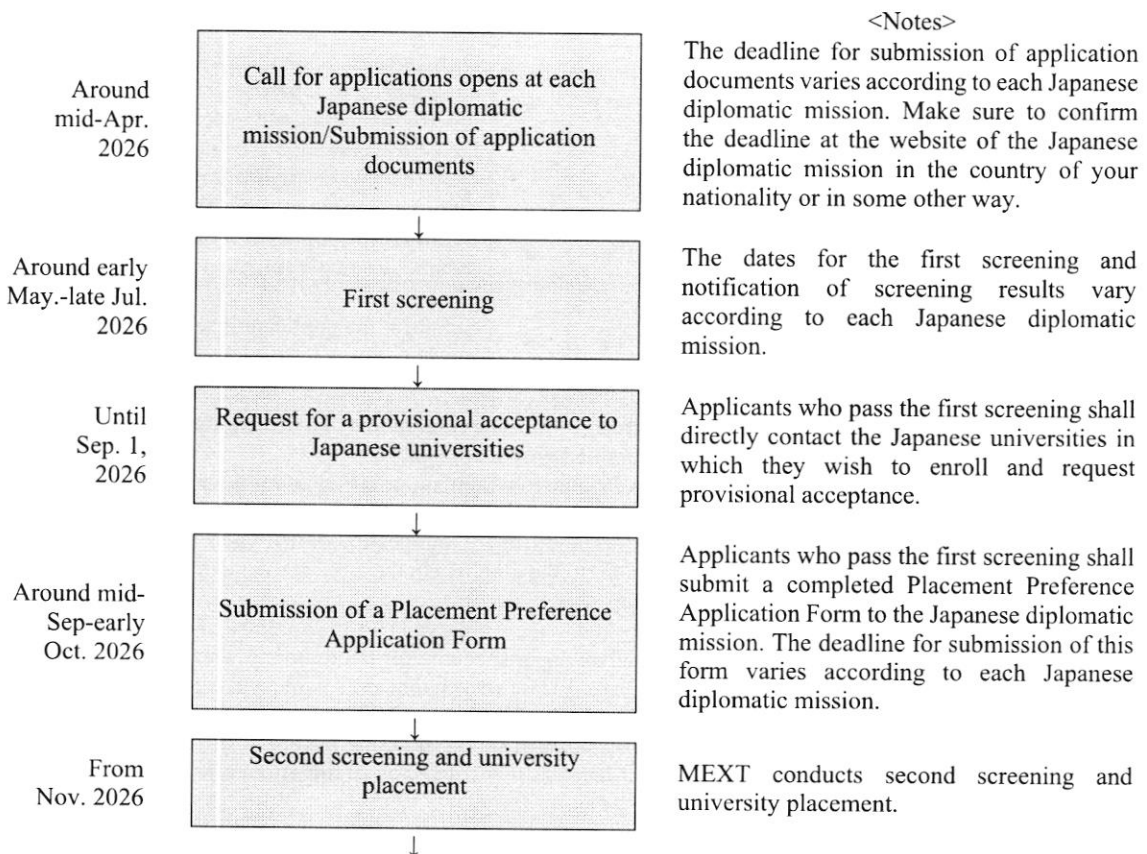 <Notes>
Around
mid-Apr.
2026
Call for applications opens at each
Japanese diplomatic
mission/Submission of application
documents
The deadline for submission of application
documents varies according to each Japanese
diplomatic mission. Make sure to confirm
the deadline at the website of the Japanese
diplomatic mission in the country of your
nationality or in some other way.
↓
Around early
May.-late Jul.
2026
First screening
The dates for the first screening and
notification of screening results vary
according to each Japanese diplomatic
mission.
↓
Until
Sep. 1,
2026
Request for a provisional acceptance to
Japanese universities
Applicants who pass the first screening shall
directly contact the Japanese universities in
which they wish to enroll and request
provisional acceptance.
↓
Around mid-
Sep-early
Oct. 2026
Submission of a Placement Preference
Application Form
Applicants who pass the first screening shall
submit a completed Placement Preference
Application Form to the Japanese diplomatic
mission. The deadline for submission of this
form varies according to each Japanese
diplomatic mission.
↓
From
Nov. 2026
Second screening and university
placement
MEXT conducts second screening and
university placement.
↓